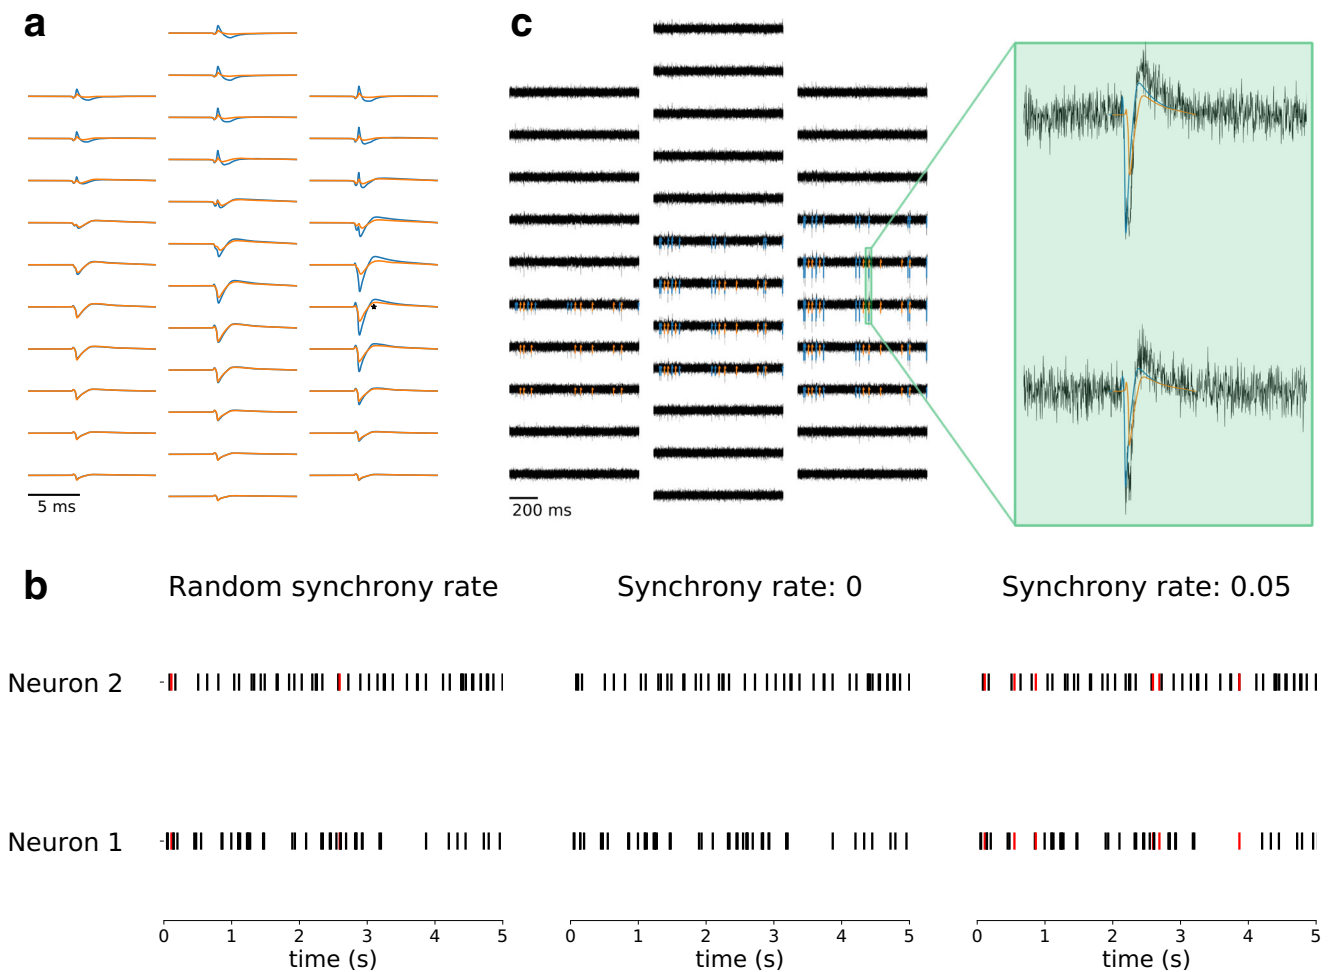 a
c
5 ms
200 ms
b
Random synchrony rate
Synchrony rate: 0
Synchrony rate: 0.05
Neuron 2
Neuron 1
0 1 2 3 4 5
0 1 2 3 4 5
0 1 2 3 4 5
time (s)
time (s)
time (s)